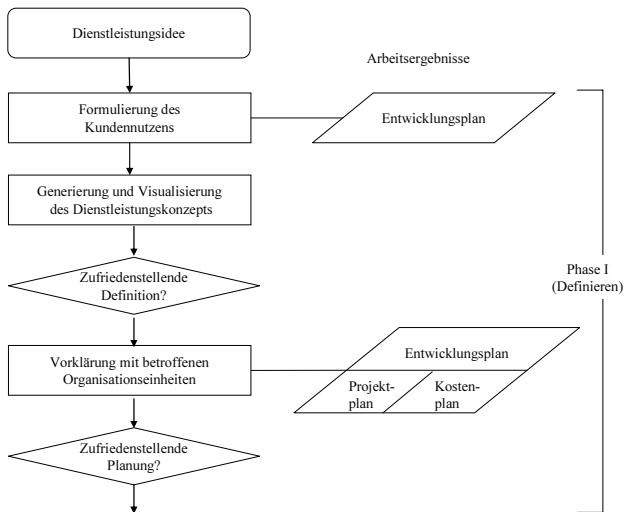 Dienstleistungsidee
Arbeitsergebnisse
Formulierung des
Kundennutzens
Entwicklungsplan
Generierung und Visualisierung
des Dienstleistungskonzepts
Zufriedenstellende
Definition?
Phase I
(Definieren)
Vorklärung mit betroffenen
Organisationseinheiten
Entwicklungsplan
Projekt-
plan
Kosten-
plan
Zufriedenstellende
Planung?